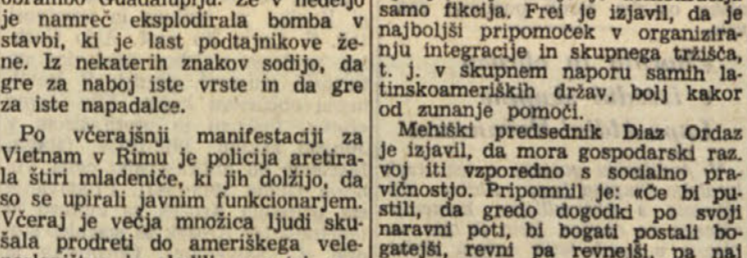 obrambo Guadalupiju. Že v nedeljo
je namreč eksplodirala bomba v
stavbi, ki je last podtajnikove že-
ne. Iz nekaterih znakov sodijo, da
gre za naboj iste vrste in da gre
za iste napadalce.
Po včerajšnji manifestaciji za
Vietnam v Rimu je policija aretira-
la štiri mladeniče, ki jih dolžijo, da
so se upirali javnim funkcionarjem.
Včeraj je večja množica ljudi sku-
šala prodreti do ameriškega vele-
samo fikcija. Frei je izjavil, da je
najboljši pripomoček v organizira-
nju integracije in skupnega tržišča,
t. j. v skupnem naporu samih la-
tinskoameriških držav, bolj kakor
od zunanje pomoči.
Mehiški predsednik Diaz Ordaz
je izjavil, da mora gospodarski raz.
voj iti vzporedno s socialno pra-
vičnostjo. Pripomnil je: «Če bi pu-
stili, da gredo dogodki po svoji
naravni poti, bi bogati postali bo-
gatejši, revni pa revnejši, pa naj